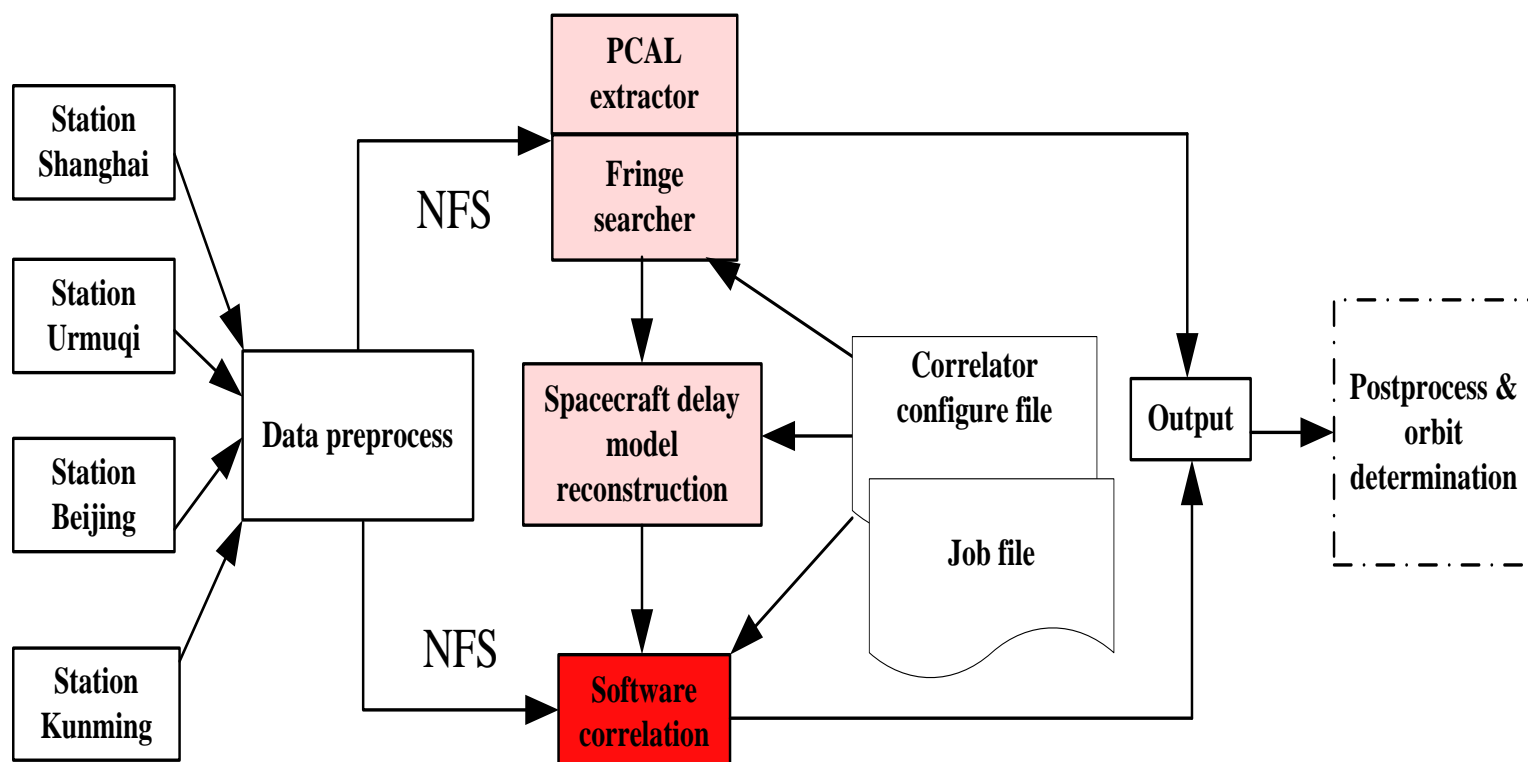 Station
Shanghai
Station
Urmuqi
Station
Beijing
Station
Kunming
Data preprocess
NFS
NFS
PCAL
extractor
Fringe
searcher
Spacecraft delay
model
reconstruction
Software
correlation
Correlator
configure file
Job file
Output
Postprocess &
orbit
determination